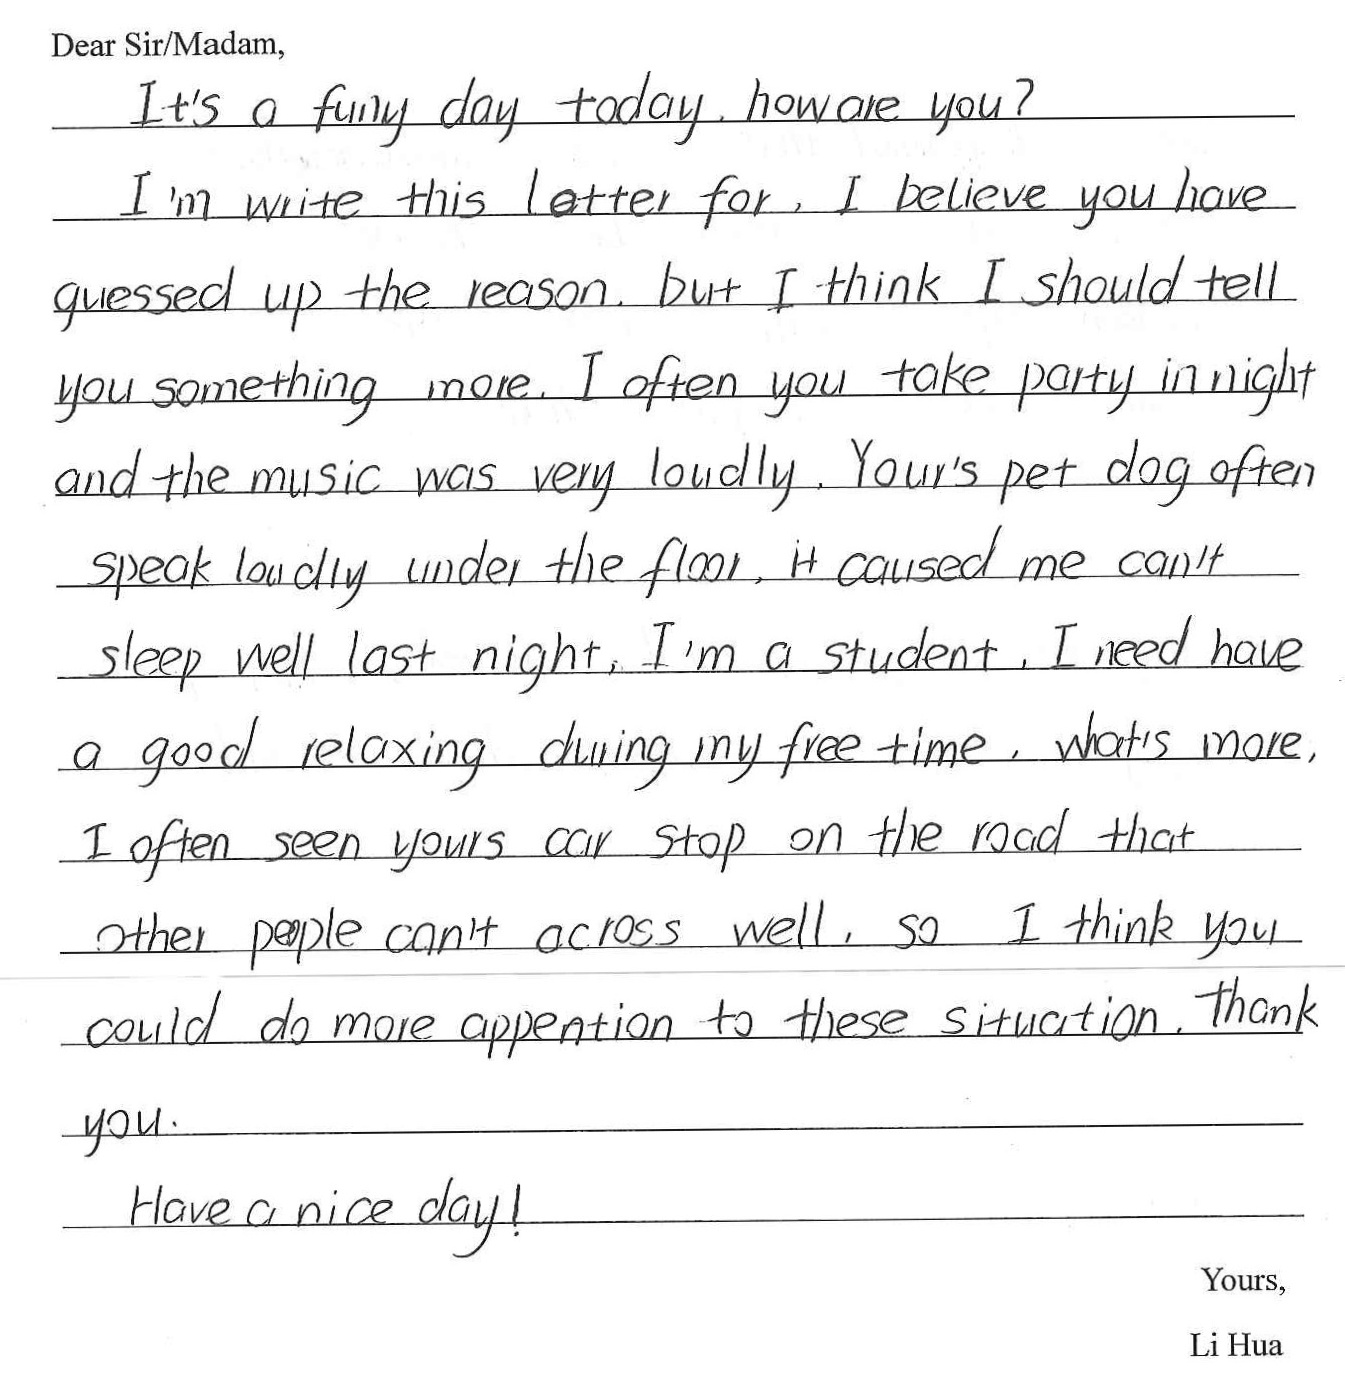 Dear Sir/Madam,
It's a funy day today. how are you?
I'm write this letter for, I believe you have
guessed up the reason. but I think I should tell
you something more. I often you take party in night
and the music was very loudly. Your's pet dog often
speak loudly under the floor, it caused me can't
sleep well last night, I'm a student, I need have
a good relaxing during my free time, what's more,
I often seen yours car stop on the road that
other people can't across well, so I think you
could do more appention to these situation. Thank
you.
Have a nice day!
Yours,
Li Hua